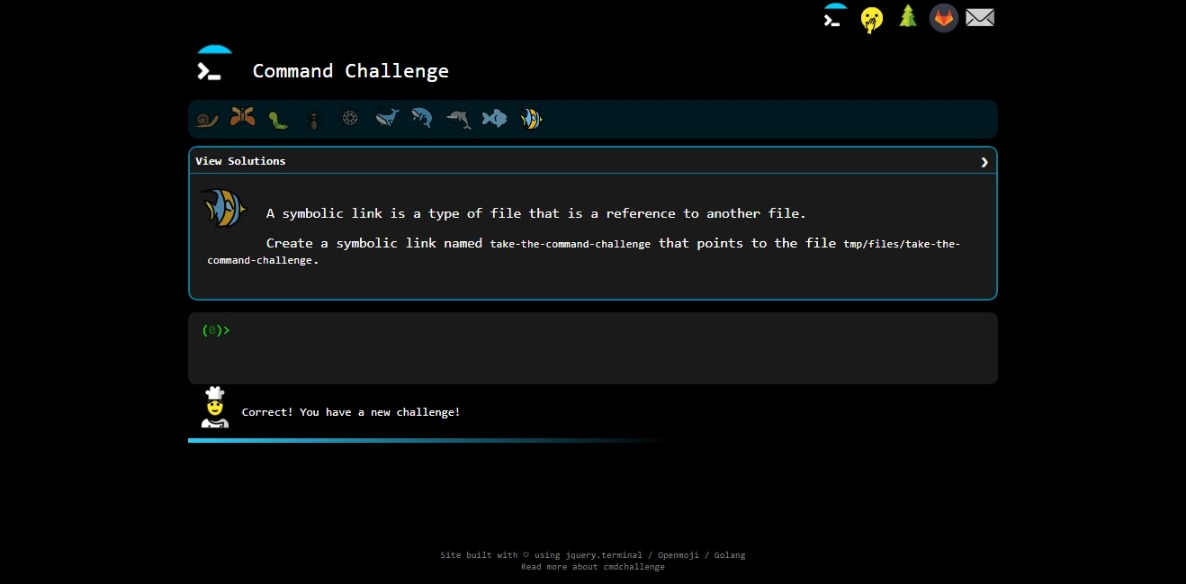 Command Challenge
View Solutions
A symbolic link is a type of file that is a reference to another file.
Create a symbolic link named take-the-command-challenge that points to the file tmp/files/take-the-
command-challenge.
(0)>
Correct! You have a new challenge!
Site built with ♡ using jquery.terminal / Openmoji / Golang
Read more about cmdchallenge